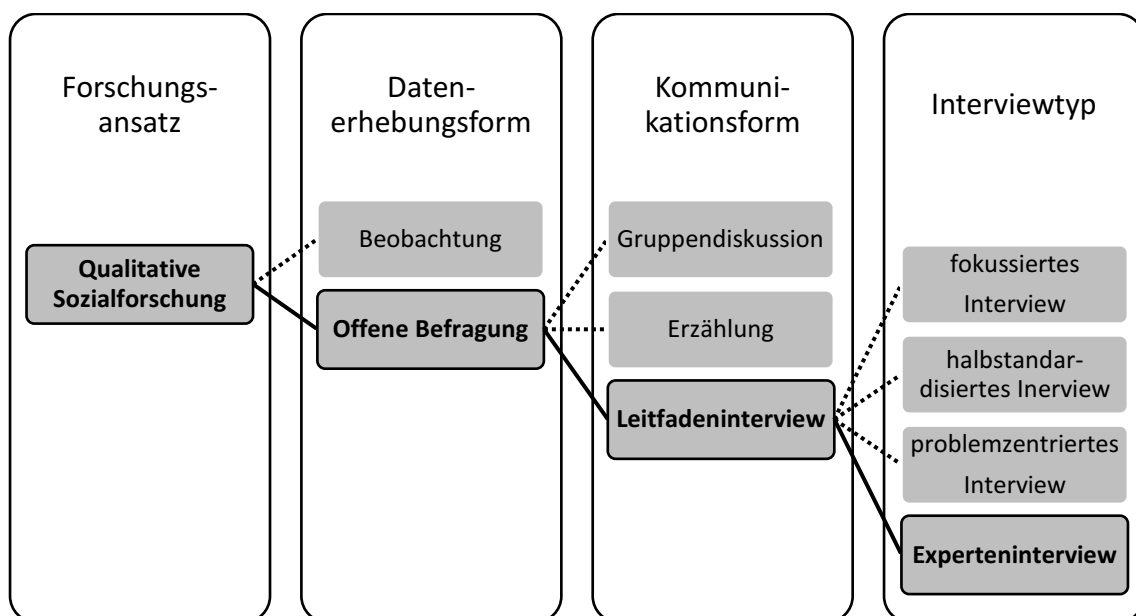 Forschungs-
ansatz
Qualitative
Sozialforschung
Daten-
erhebungsform
Beobachtung
Offene Befragung
Kommuni-
kationsform
Gruppendiskussion
Erzählung
Leitfadeninterview
Interviewtyp
fokussiertes
Interview
halbstandar-
disiertes Inerview
problemzentriertes
Interview
Experteninterview